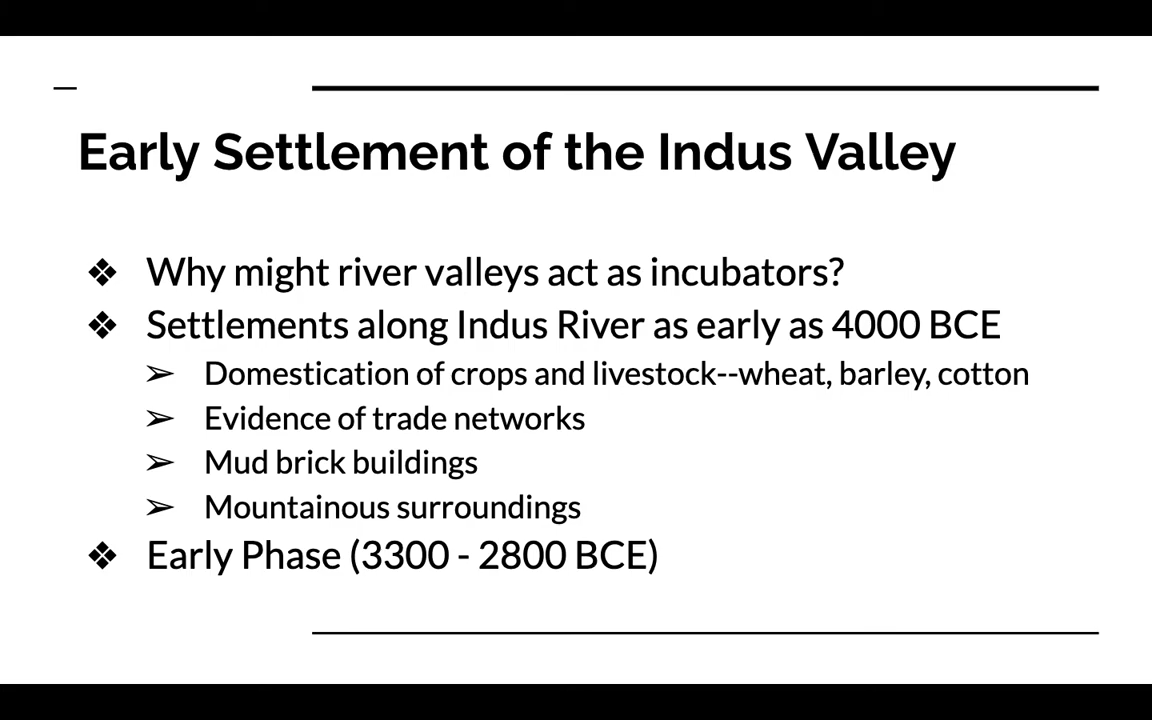 Early Settlement of the Indus Valley
❖ Why might river valleys act as incubators?
❖ Settlements along Indus River as early as 4000 BCE
➢ Domestication of crops and livestock--wheat, barley, cotton
➢ Evidence of trade networks
➢ Mud brick buildings
➢ Mountainous surroundings
❖ Early Phase (3300 - 2800 BCE)